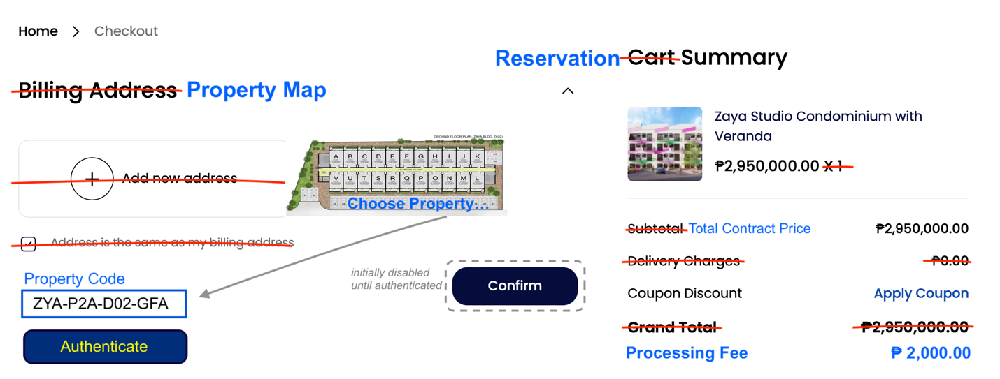 Home > Checkout
Reservation Cart Summary
Billing Address Property Map
Zaya Studio Condominium with
Veranda
₱2,950,000.00 X 1
GROUND FLOOR PLAN (ZAYA BLDG. D-02)
A B C D E F G H I J K
V U T S R Q P O N M L
Choose Property...
Add new address
Address is the same as my billing address
Property Code
ZYA-P2A-D02-GFA
Authenticate
initially disabled
until authenticated
Confirm
Subtotal Total Contract Price ₱2,950,000.00
Delivery Charges ₱0.00
Coupon Discount Apply Coupon
Grand Total ₱2,950,000.00
Processing Fee ₱ 2,000.00